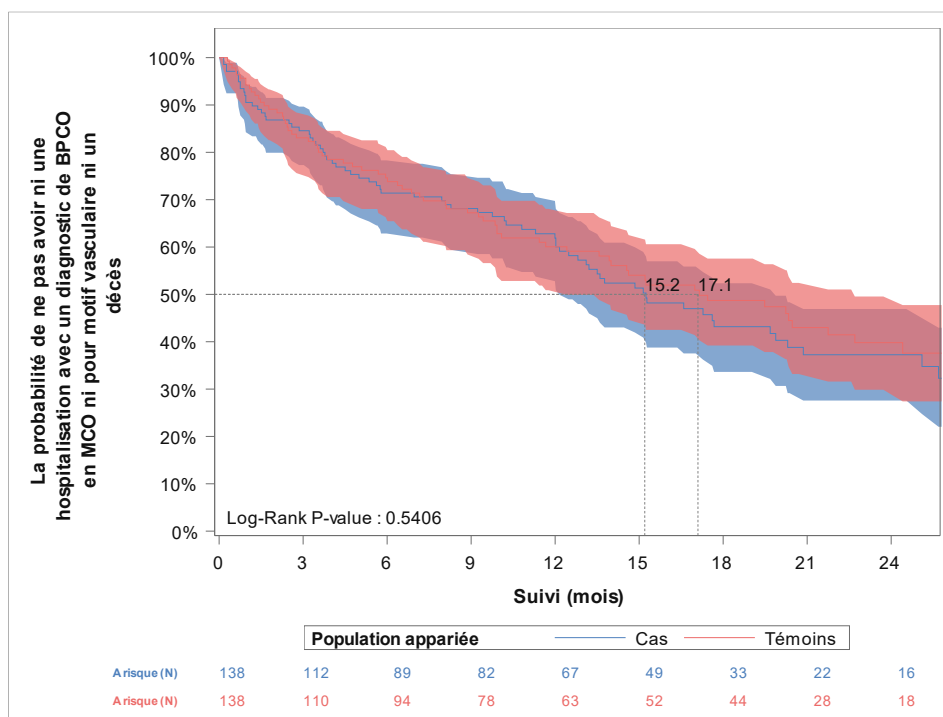 La probabilité de ne pas avoir ni une
hospitalisation avec un diagnostic de BPCO
en MCO ni pour motif vasculaire ni un
décès
100%
90%
80%
70%
60%
50%
40%
30%
20%
10%
0%
15.2 17.1
Log-Rank P-value : 0.5406
0 3 6 9 12 15 18 21 24
Suivi (mois)
Population appariée Cas Témoins
A risque (N) 138 112 89 82 67 49 33 22 16
A risque (N) 138 110 94 78 63 52 44 28 18